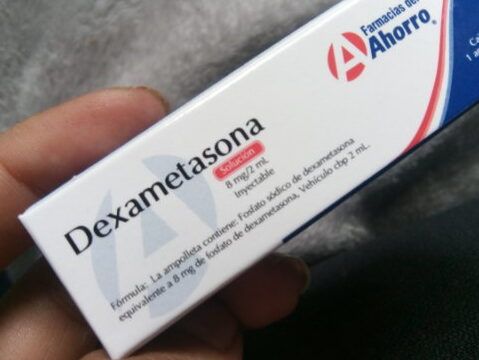 Farmacias del
Ahorro®
Dexametasona
Solución
8 mg/2 mL
Inyectable
Fórmula: La ampolleta contiene: Fosfato sódico de dexametasona
equivalente a 8 mg de fosfato de dexametasona, Vehículo cbp 2 mL.